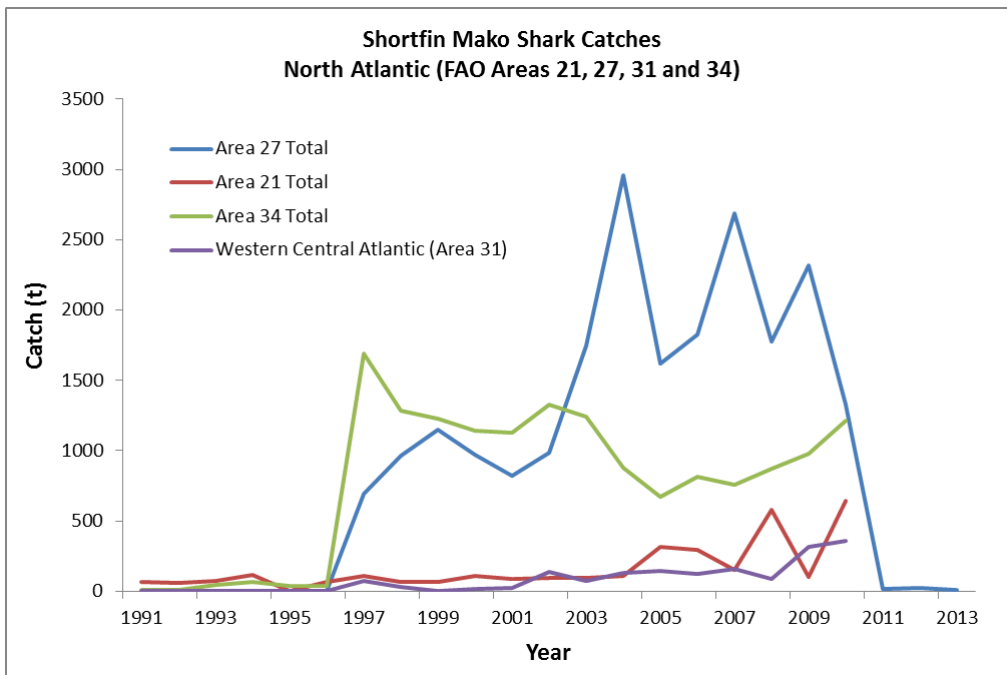 Shortfin Mako Shark Catches
North Atlantic (FAO Areas 21, 27, 31 and 34)
3500
3000
2500
2000
1500
1000
500
0
Catch (t)
Area 27 Total
Area 21 Total
Area 34 Total
Western Central Atlantic (Area 31)
1991 1993 1995 1997 1999 2001 2003 2005 2007 2009 2011 2013
Year